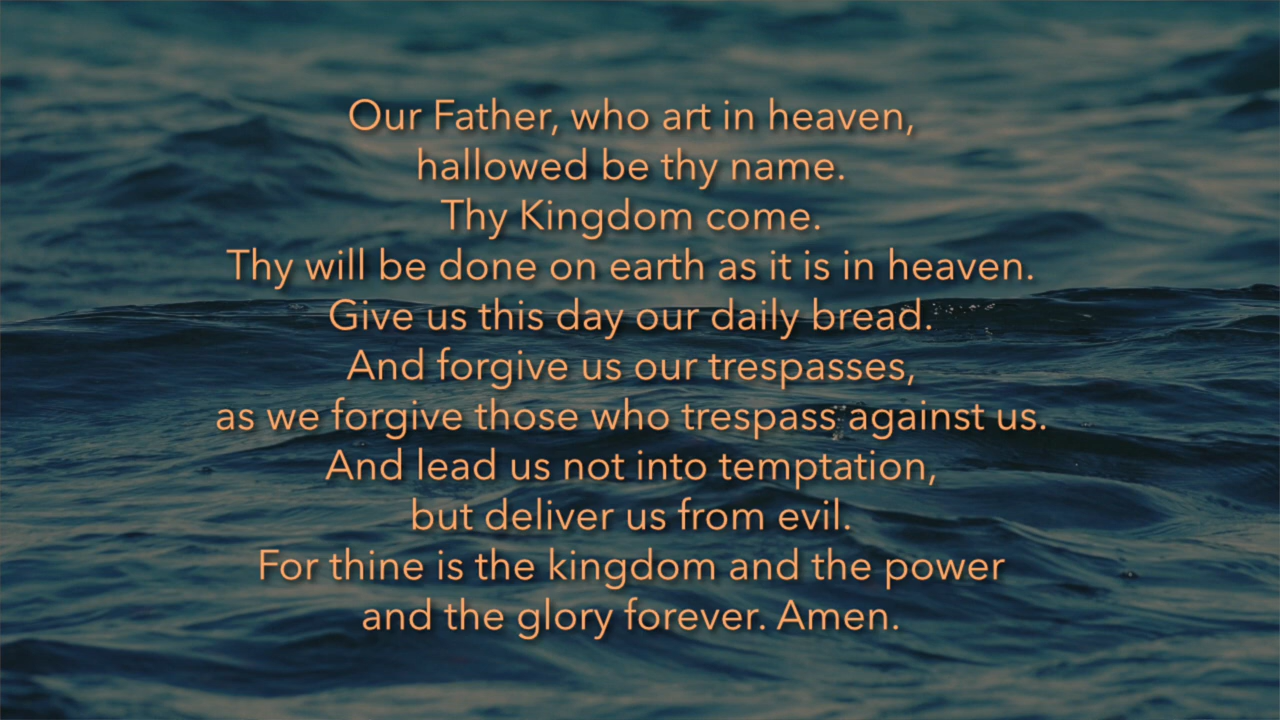 Our Father, who art in heaven,
hallowed be thy name.
Thy Kingdom come.
Thy will be done on earth as it is in heaven.
Give us this day our daily bread.
And forgive us our trespasses,
as we forgive those who trespass against us.
And lead us not into temptation,
but deliver us from evil.
For thine is the kingdom and the power
and the glory forever. Amen.